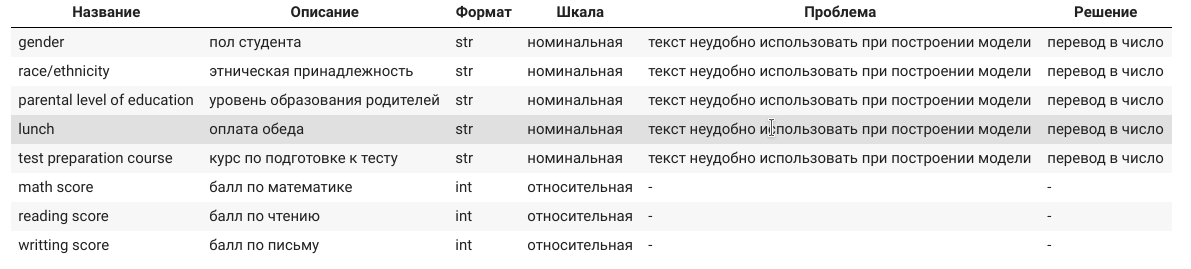 Название Описание Формат Шкала Проблема Решение
gender пол студента str номинальная текст неудобно использовать при построении модели перевод в число
race/ethnicity этническая принадлежность str номинальная текст неудобно использовать при построении модели перевод в число
parental level of education уровень образования родителей str номинальная текст неудобно использовать при построении модели перевод в число
lunch оплата обеда str номинальная текст неудобно использовать при построении модели перевод в число
test preparation course курс по подготовке к тесту str номинальная текст неудобно использовать при построении модели перевод в число
math score балл по математике int относительная - -
reading score балл по чтению int относительная - -
writting score балл по письму int относительная - -